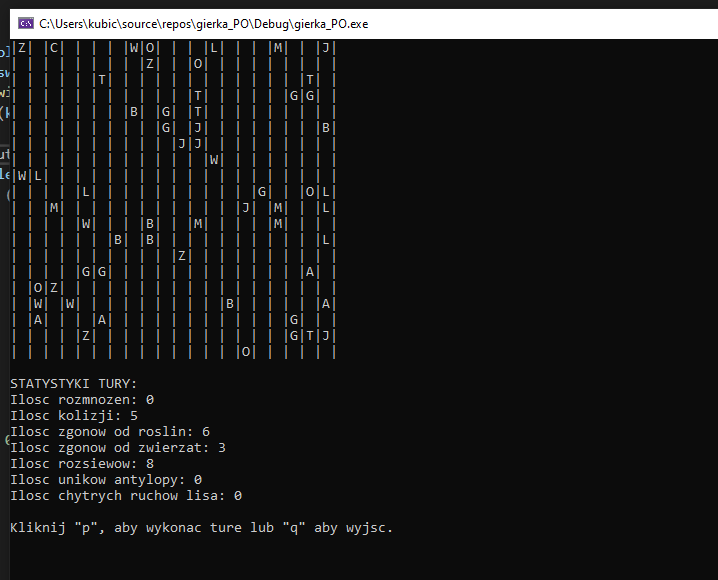 C:\Users\kubic\source\repos\gierka_PO\Debug\gierka_PO.exe
|Z| |C| | | | |W|O| | | |L| | | |M| | |J|
| | | | | | | | |Z| | |O| | | | | | | | |
| | | | | |T| | | | | | | | | | | | |T| |
| | | | | | | | | | | |T| | | | | |G|G| |
| | | | | | | |B| |G| |T| | | | | | | | |
| | | | | | | | | |G| |J| | | | | | | |B|
| | | | | | | | | | |J|J| | | | | | | | |
| | | | | | | | | | | | |W| | | | | | | |
|W|L| | | | | | | | | | | | | | | | | | |
| | | | |L| | | | | | | | | | |G| | |O|L|
| | |M| | | | | | | | | | | |J| |M| | |L|
| | | | |W| | | |B| | |M| | | | |M| | | |
| | | | | | |B| |B| | | | | | | | | | |L|
| | | | | | | | | | |Z| | | | | | | | | |
| | | | |G|G| | | | | | | | | | | | |A| |
| |O|Z| | | | | | | | | | | | | | | | | |
| |W| |W| | | | | | | | | |B| | | | | |A|
| |A| | | |A| | | | | | | | | | | |G| | |
| | | | |Z| | | | | | | | | | | | |G|T|J|
| | | | | | | | | | | | | | |O| | | | | |
STATYSTYKI TURY:
Ilosc rozmnozen: 0
Ilosc kolizji: 5
Ilosc zgonow od roslin: 6
Ilosc zgonow od zwierzat: 3
Ilosc rozsiewow: 8
Ilosc unikow antylopy: 0
Ilosc chytrych ruchow lisa: 0
Kliknij "p", aby wykonac ture lub "q" aby wyjsc.